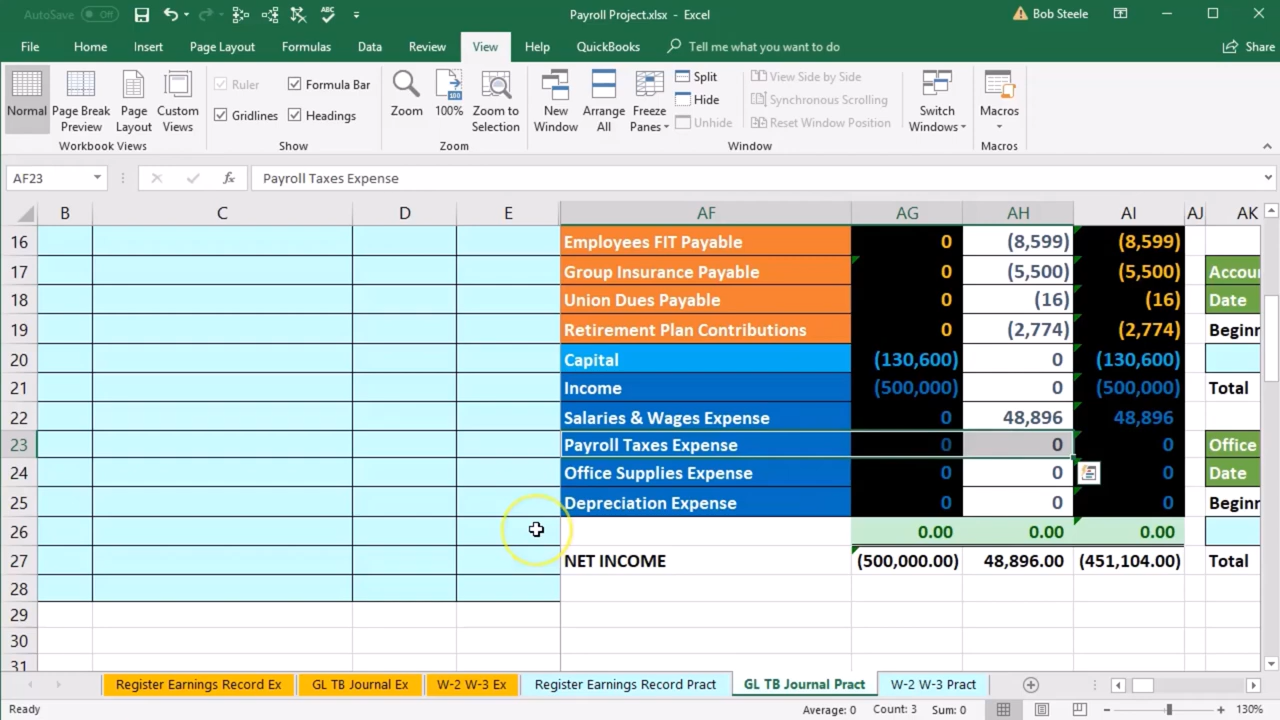 AutoSave Off Payroll Project.xlsx - Excel Bob Steele
File Home Insert Page Layout Formulas Data Review View Help QuickBooks Tell me what you want to do Share
Normal Page Break Preview Page Layout Custom Views
Ruler Formula Bar
Gridlines Headings
Zoom 100% Zoom to Selection
New Window Arrange All Freeze Panes
Split
Hide
Unhide
View Side by Side
Synchronous Scrolling
Reset Window Position
Switch Windows Macros
Workbook Views Show Zoom Window Macros
AF23 fx Payroll Taxes Expense
B C D E AF AG AH AI AJ AK
16 Employees FIT Payable 0 (8,599) (8,599)
17 Group Insurance Payable 0 (5,500) (5,500) Accou
18 Union Dues Payable 0 (16) (16) Date
19 Retirement Plan Contributions 0 (2,774) (2,774) Beginn
20 Capital (130,600) 0 (130,600)
21 Income (500,000) 0 (500,000) Total
22 Salaries & Wages Expense 0 48,896 48,896
23 Payroll Taxes Expense 0 0 0 Office
24 Office Supplies Expense 0 0 Date
25 Depreciation Expense 0 0 0 Beginn
26 0.00 0.00 0.00
27 NET INCOME (500,000.00) 48,896.00 (451,104.00) Total
28
29
30
31
Register Earnings Record Ex GL TB Journal Ex W-2 W-3 Ex Register Earnings Record Pract GL TB Journal Pract W-2 W-3 Pract
Ready Average: 0 Count: 3 Sum: 0 130%